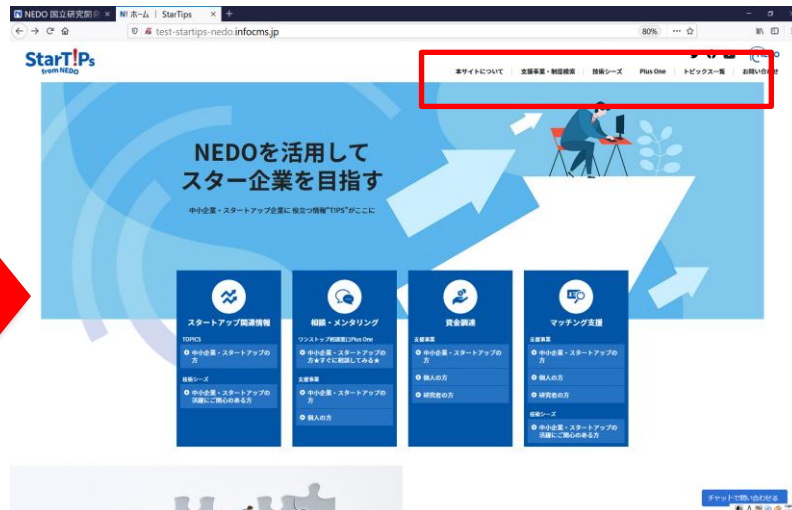 NEDO 国立研究開発
ホーム | StarTips
test-startips-nedo.infocms.jp
80%
StarT!Ps
from NEDO
本サイトについて
支援事業・制度検索
技術シーズ
Plus One
トピックス一覧
お問い合わせ
NEDOを活用して
スター企業を目指す
中小企業・スタートアップ企業に役立つ情報"T!PS"がここに
スタートアップ関連情報
TOPICS
中小企業・スタートアップの
方
技術シーズ
中小企業・スタートアップの
活躍にご関心のある方
相談・メンタリング
ワンストップ相談窓口Plus One
中小企業・スタートアップの
方★すぐに相談してみる★
支援事業
中小企業・スタートアップの
方
個人の方
資金調達
支援事業
中小企業・スタートアップの
方
個人の方
研究者の方
マッチング支援
支援事業
中小企業・スタートアップの
方
個人の方
研究者の方
技術シーズ
中小企業・スタートアップの
活躍にご関心のある方
チャットで問い合わせる